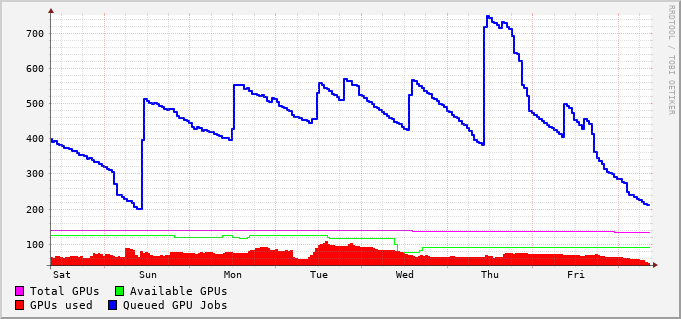 700
600
500
400
300
200
100
Sat Sun Mon Tue Wed Thu Fri
Total GPUs Available GPUs
GPUs used Queued GPU Jobs
RRDTOOL / TOBI OETIKER